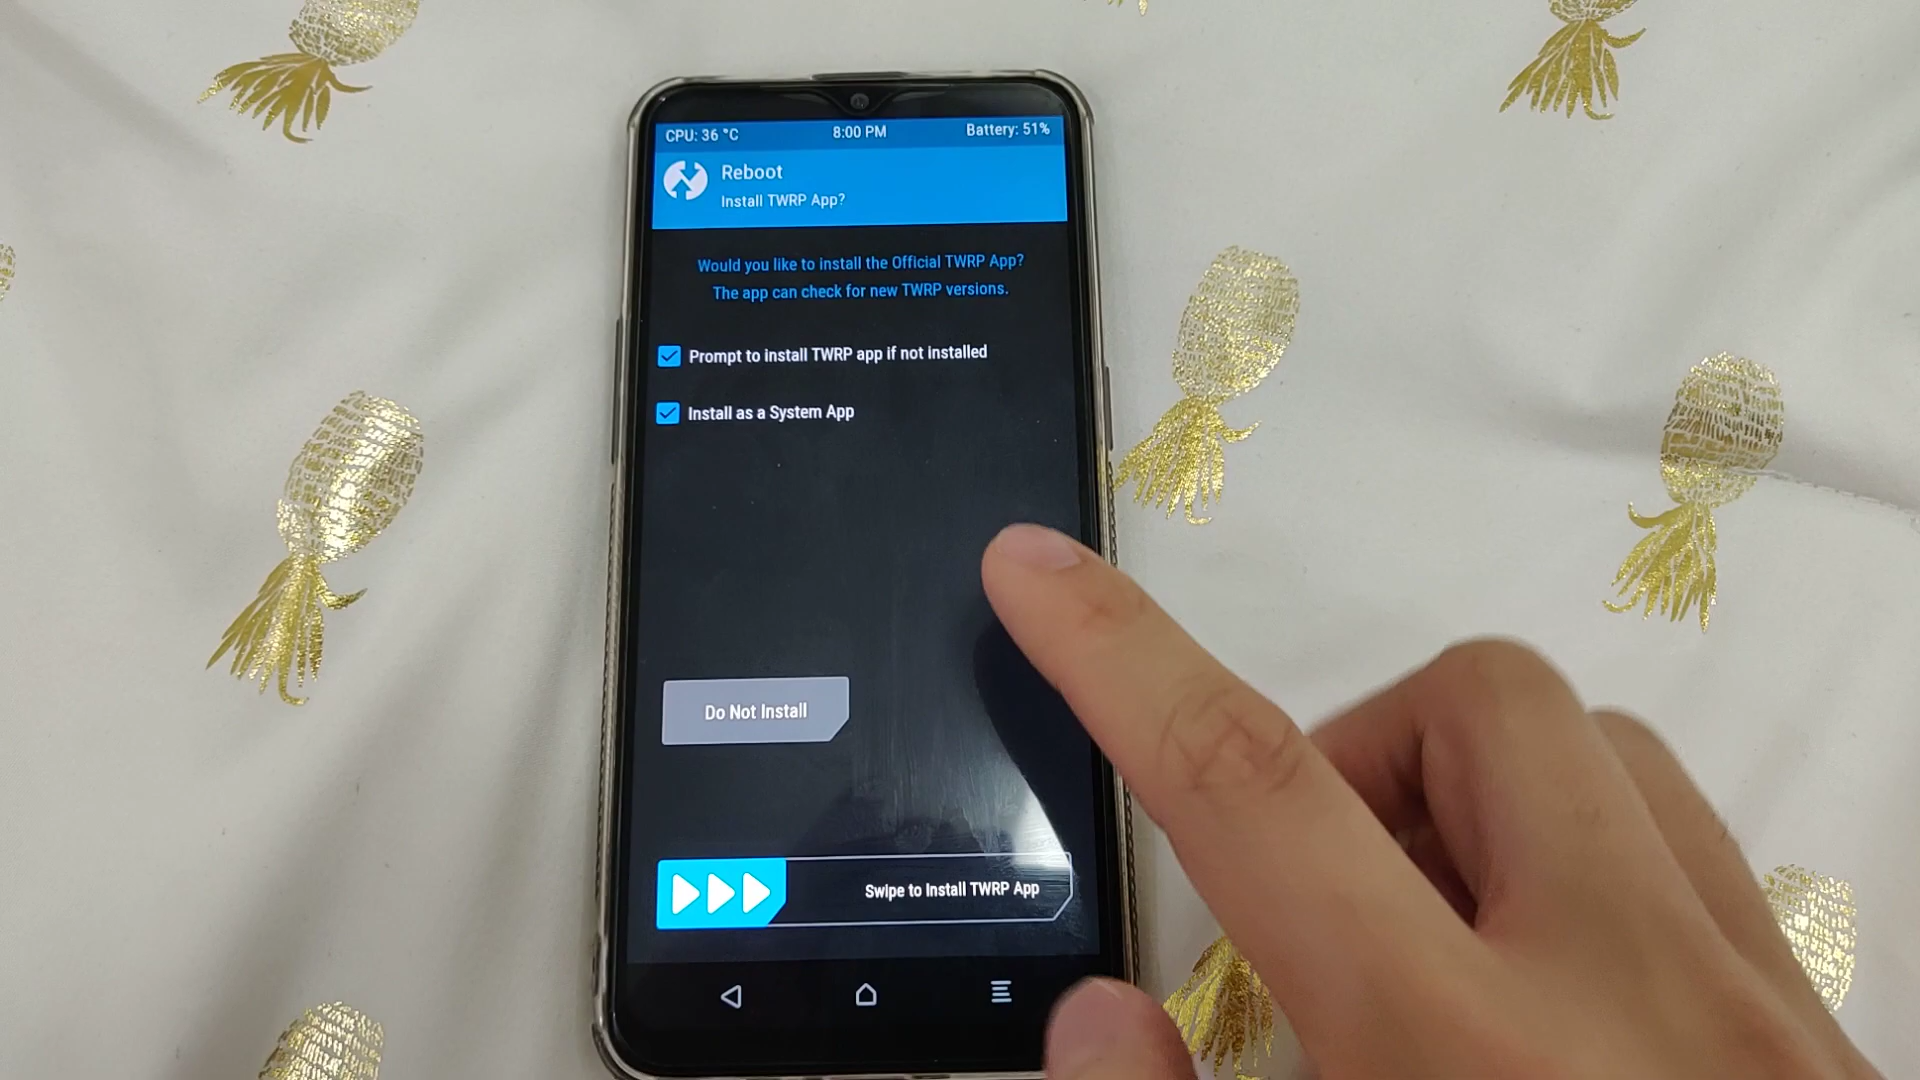 CPU: 36 °C 8:00 PM Battery: 51%
Reboot
Install TWRP App?
Would you like to install the Official TWRP App?
The app can check for new TWRP versions.
Prompt to install TWRP app if not installed
Install as a System App
Do Not Install
Swipe to Install TWRP App